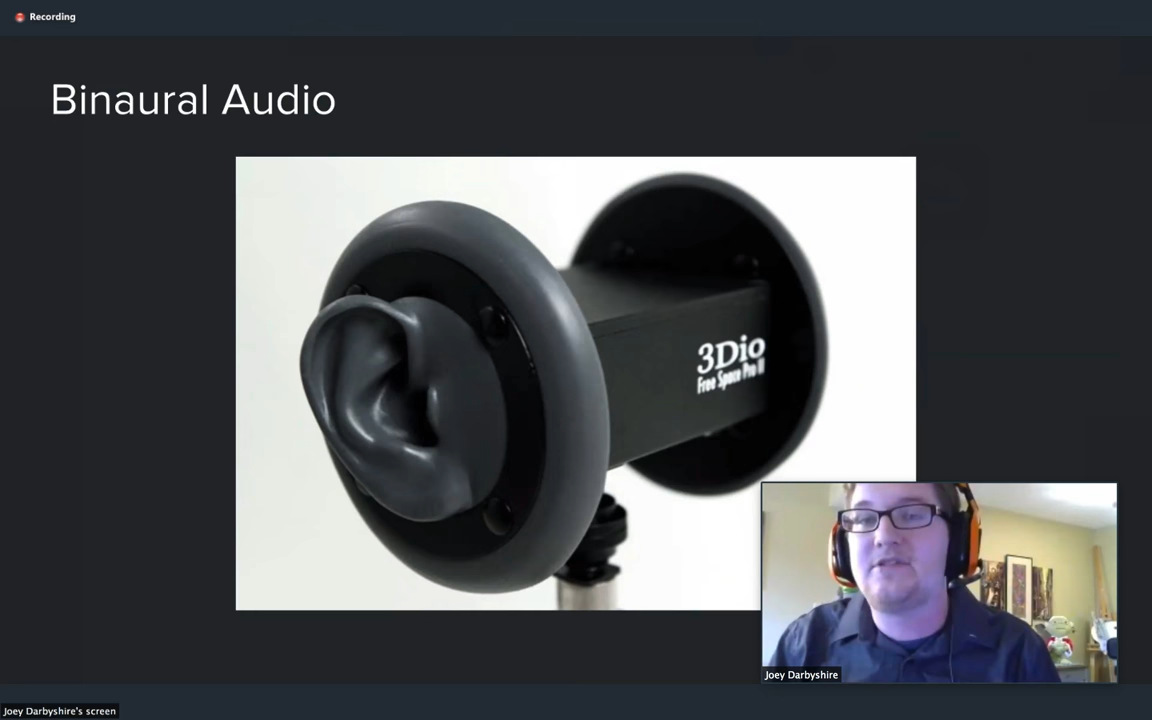 Recording
Binaural Audio
3Dio
Free Space Pro II
Joey Darbyshire
Joey Darbyshire's screen